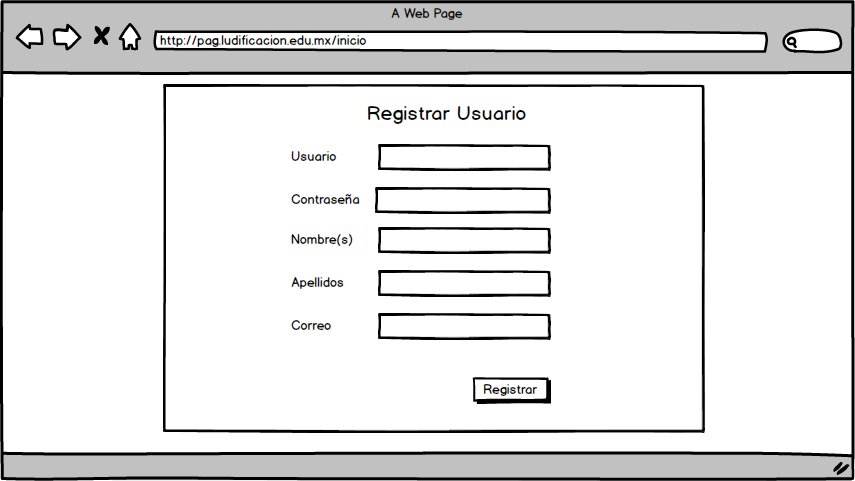 A Web Page
http://pag.ludificacion.edu.mx/inicio
Registrar Usuario
Usuario
Contraseña
Nombre(s)
Apellidos
Correo
Registrar